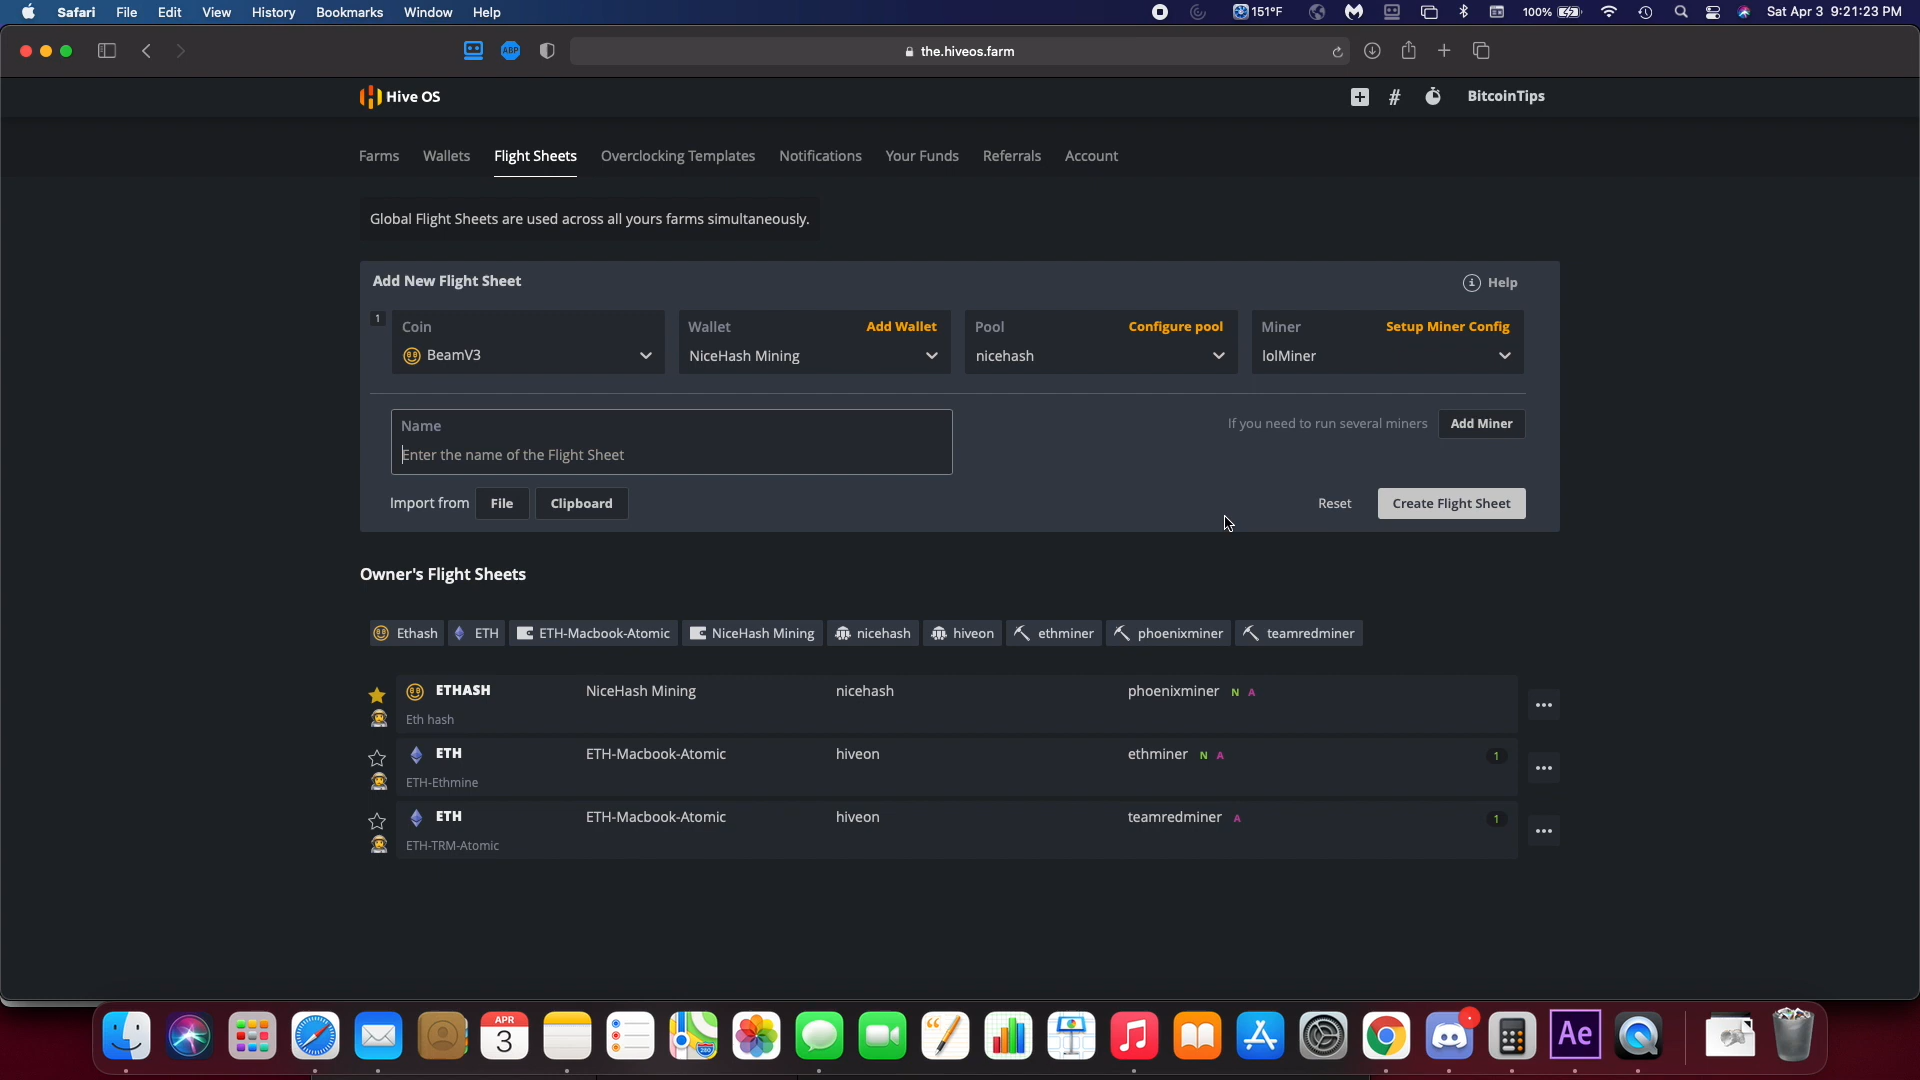 Safari File Edit View History Bookmarks Window Help 151°F 100% Sat Apr 3 9:21:23 PM
ABP the.hiveos.farm
Hive OS # BitcoinTips
Farms Wallets Flight Sheets Overclocking Templates Notifications Your Funds Referrals Account
Global Flight Sheets are used across all yours farms simultaneously.
Add New Flight Sheet Help
1 Coin Wallet Add Wallet Pool Configure pool Miner Setup Miner Config
BeamV3 NiceHash Mining nicehash lolMiner
Name If you need to run several miners Add Miner
Enter the name of the Flight Sheet
Import from File Clipboard Reset Create Flight Sheet
Owner's Flight Sheets
Ethash ETH ETH-Macbook-Atomic NiceHash Mining nicehash hiveon ethminer phoenixminer teamredminer
ETHASH NiceHash Mining nicehash phoenixminer N A
Eth hash
ETH ETH-Macbook-Atomic hiveon ethminer N A 1
ETH-Ethmine
ETH ETH-Macbook-Atomic hiveon teamredminer A 1
ETH-TRM-Atomic
APR
3 280 Ae